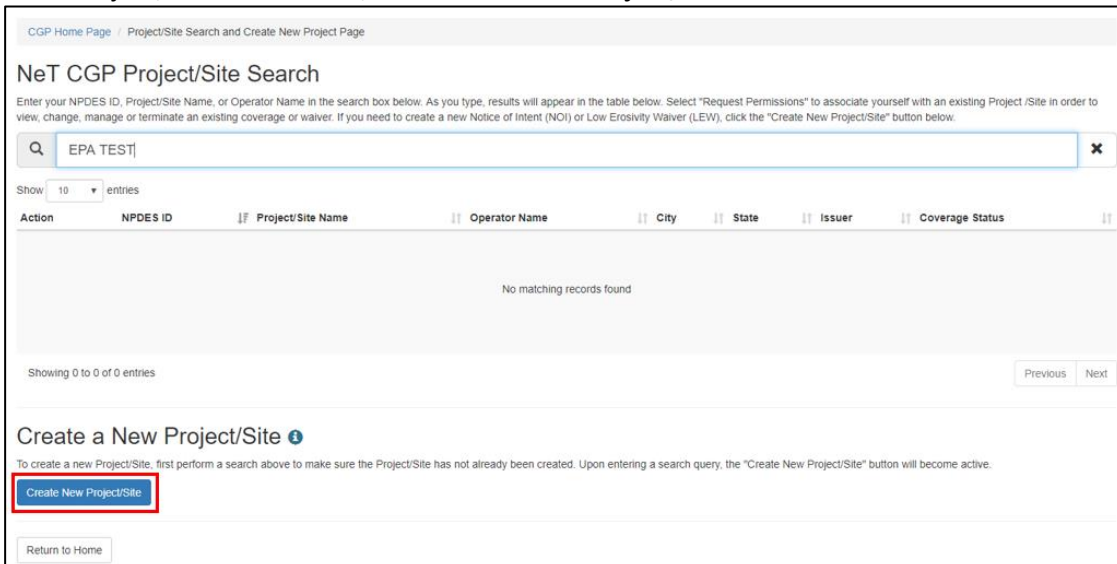 CGP Home Page / Project/Site Search and Create New Project Page
NeT CGP Project/Site Search
Enter your NPDES ID, Project/Site Name, or Operator Name in the search box below. As you type, results will appear in the table below. Select "Request Permissions" to associate yourself with an existing Project /Site in order to
view, change, manage or terminate an existing coverage or waiver. If you need to create a new Notice of Intent (NOI) or Low Erosivity Waiver (LEW), click the "Create New Project/Site" button below.
EPA TEST
Show 10 entries
Action NPDES ID Project/Site Name Operator Name City State Issuer Coverage Status
No matching records found
Showing 0 to 0 of 0 entries
Previous Next
Create a New Project/Site
To create a new Project/Site, first perform a search above to make sure the Project/Site has not already been created. Upon entering a search query, the "Create New Project/Site" button will become active.
Create New Project/Site
Return to Home